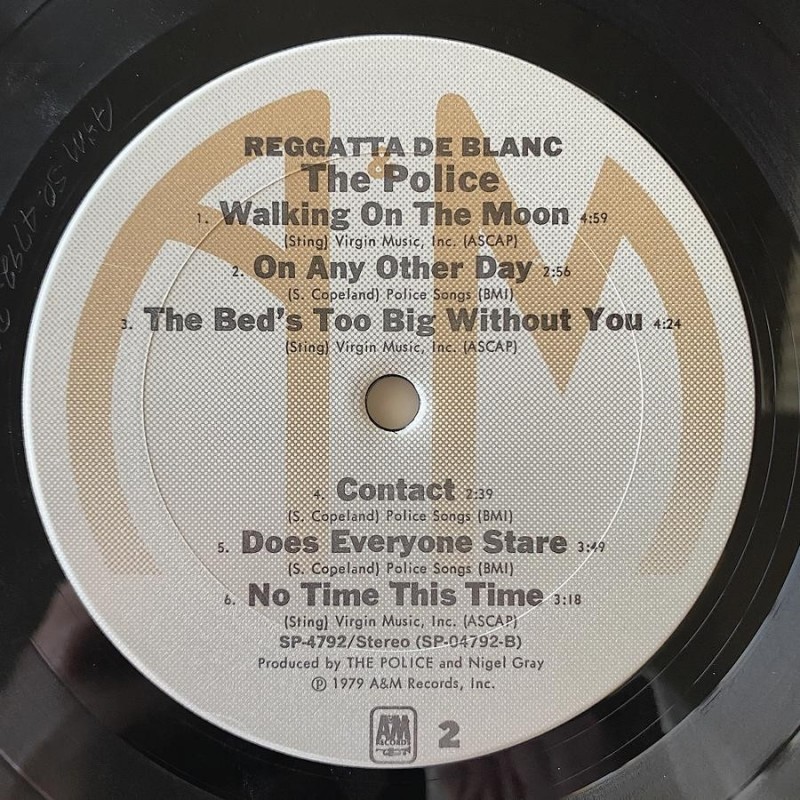 REGGATTA DE BLANC
The Police
1. Walking On The Moon 4:59
(Sting) Virgin Music, Inc. (ASCAP)
2. On Any Other Day 2:56
(S. Copeland) Police Songs (BMI)
3. The Bed's Too Big Without You 4:24
(Sting) Virgin Music, Inc. (ASCAP)
4. Contact 2:39
(S. Copeland) Police Songs (BMI)
5. Does Everyone Stare 3:49
(S. Copeland) Police Songs (BMI)
6. No Time This Time 3:18
(Sting) Virgin Music, Inc. (ASCAP)
SP-4792/Stereo (SP-04792-B)
Produced by THE POLICE and Nigel Gray
℗ 1979 A&M Records, Inc.
A&M
RECORDS
2